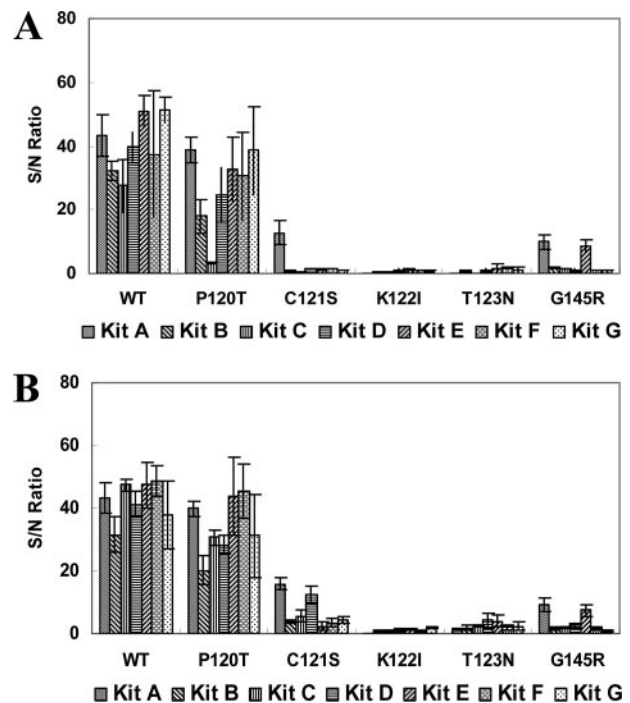 A
80
60
40
20
0
S/N Ratio
WT P120T C121S K122I T123N G145R
Kit A Kit B Kit C Kit D Kit E Kit F Kit G
B
80
60
40
20
0
S/N Ratio
WT P120T C121S K122I T123N G145R
Kit A Kit B Kit C Kit D Kit E Kit F Kit G